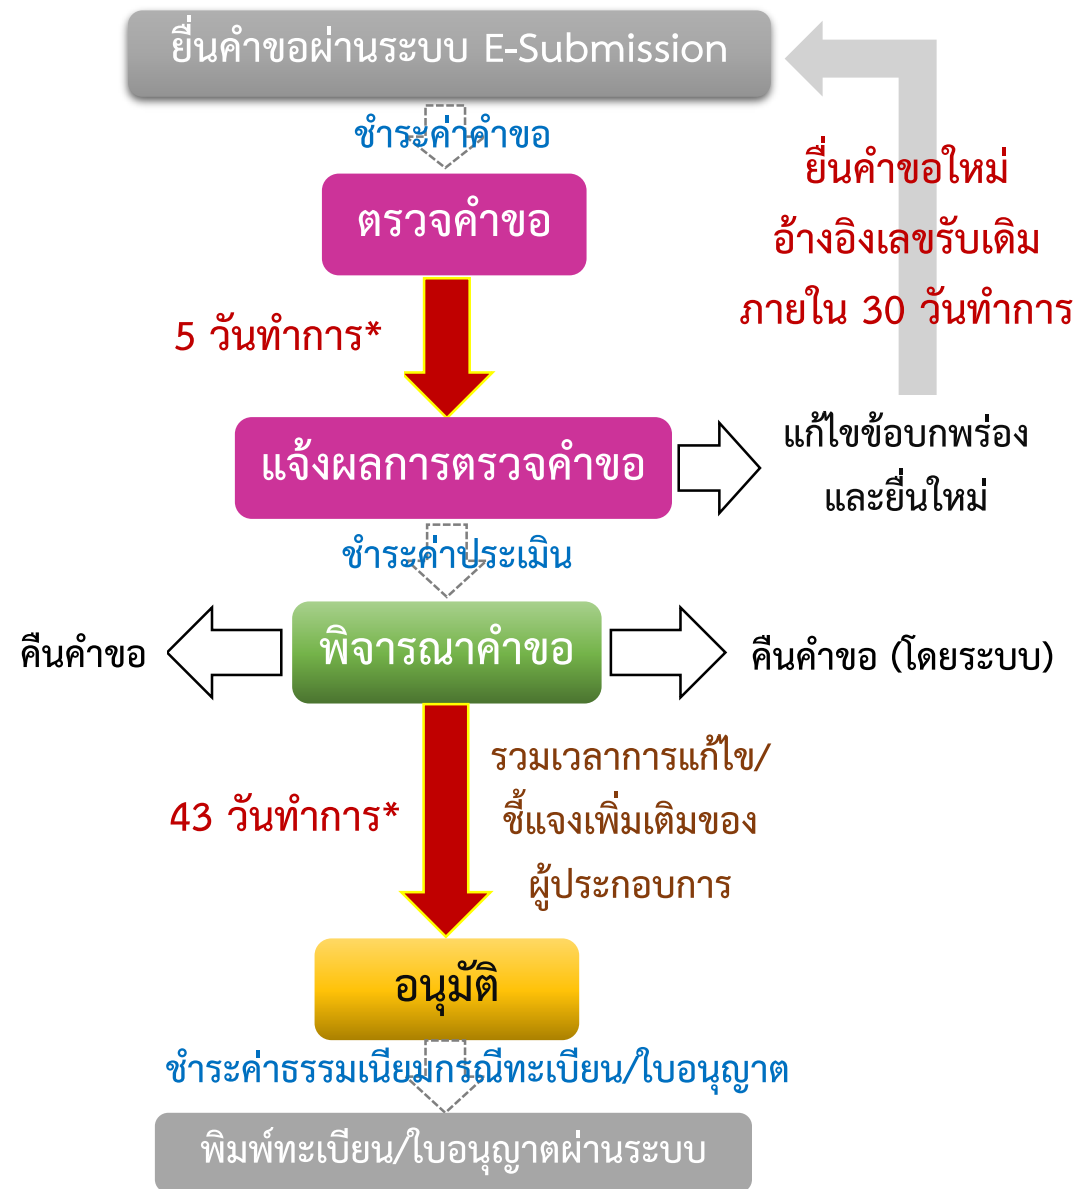 ยื่นคำขอผ่านระบบ E-Submission
ชำระค่าคำขอ
ตรวจคำขอ
ยื่นคำขอใหม่
อ้างอิงเลขรับเดิม
ภายใน 30 วันทำการ
5 วันทำการ*
แจ้งผลการตรวจคำขอ
แก้ไขข้อบกพร่อง
และยื่นใหม่
ชำระค่าประเมิน
คืนคำขอ
พิจารณาคำขอ
คืนคำขอ (โดยระบบ)
43 วันทำการ*
รวมเวลาการแก้ไข/
ชี้แจงเพิ่มเติมของ
ผู้ประกอบการ
อนุมัติ
ชำระค่าธรรมเนียมกรณีทะเบียน/ใบอนุญาต
พิมพ์ทะเบียน/ใบอนุญาตผ่านระบบ